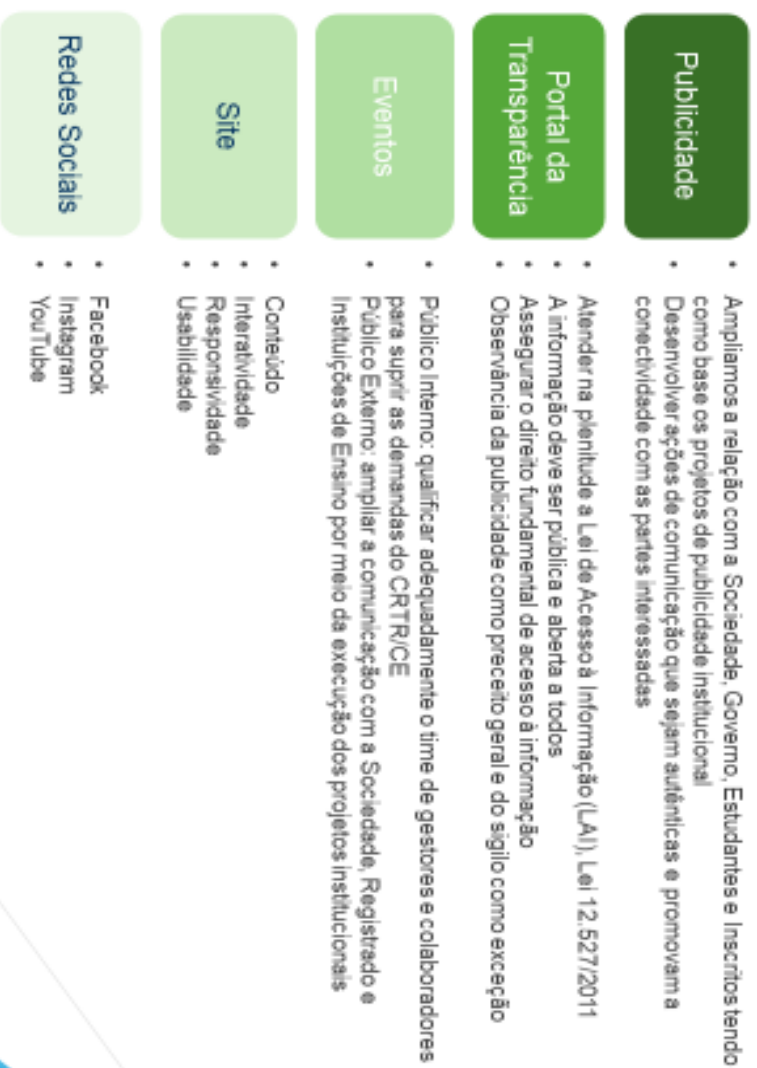 Publicidade
• Ampliamos a relação com a Sociedade, Governo, Estudantes e Inscritos tendo
como base os projetos de publicidade institucional
• Desenvolver ações de comunicação que sejam autênticas e promovam a
conectividade com as partes interessadas
Portal da
Transparência
• Atender na plenitude a Lei de Acesso à Informação (LAI), Lei 12.527/2011
• A informação deve ser pública e aberta a todos
• Assegurar o direito fundamental de acesso à informação
• Observância da publicidade como preceito geral e do sigilo como exceção
Eventos
• Público Interno: qualificar adequadamente o time de gestores e colaboradores
para suprir as demandas do CRTR/CE
• Público Externo: ampliar a comunicação com a Sociedade, Registrado e
Instituições de Ensino por meio da execução dos projetos institucionais
Site
• Conteúdo
• Interatividade
• Responsividade
• Usabilidade
Redes Sociais
• Facebook
• Instagram
• YouTube